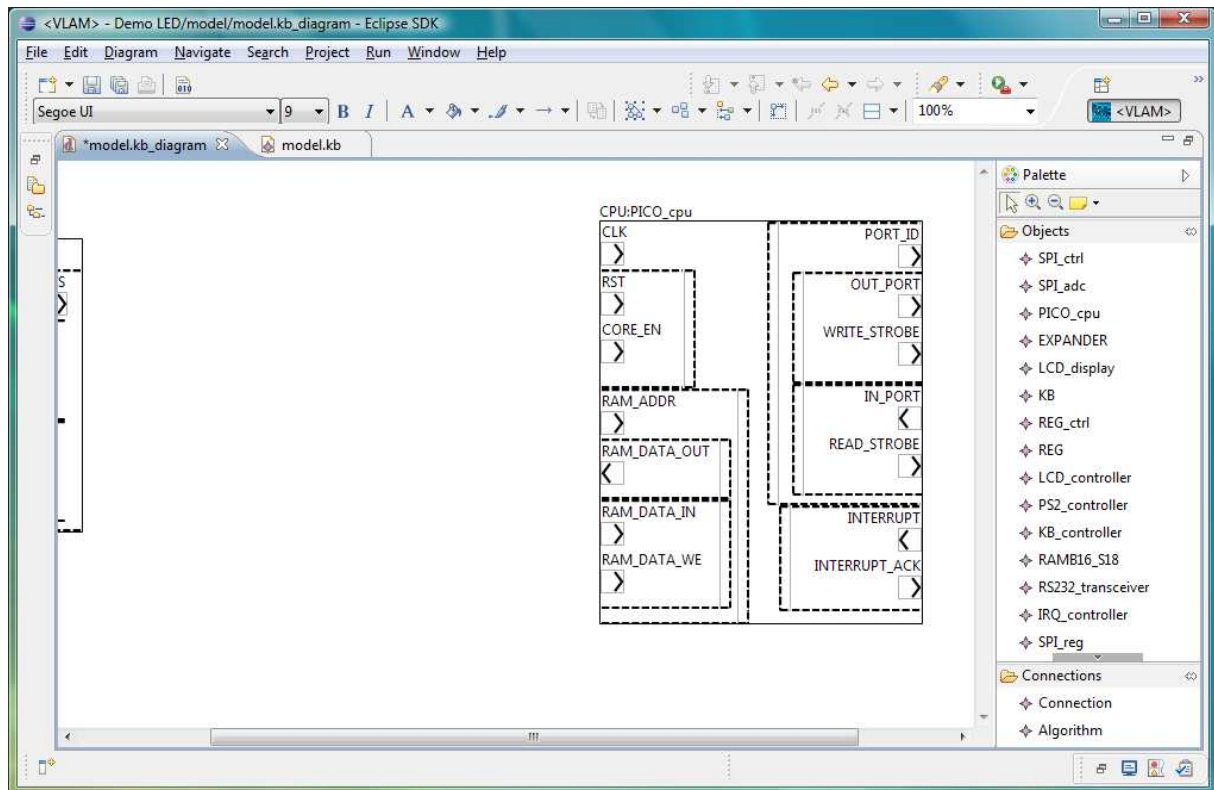 <VLAM> - Demo LED/model/model.kb_diagram - Eclipse SDK
File Edit Diagram Navigate Search Project Run Window Help
010
Segoe UI 9 B I A 100% <VLAM>
*model.kb_diagram model.kb
Palette
Objects
SPI_ctrl
SPI_adc
PICO_cpu
EXPANDER
LCD_display
KB
REG_ctrl
REG
LCD_controller
PS2_controller
KB_controller
RAMB16_S18
RS232_transceiver
IRQ_controller
SPI_reg
Connections
Connection
Algorithm
S
CPU:PICO_cpu
CLK
RST
CORE_EN
RAM_ADDR
RAM_DATA_OUT
RAM_DATA_IN
RAM_DATA_WE
PORT_ID
OUT_PORT
WRITE_STROBE
IN_PORT
READ_STROBE
INTERRUPT
INTERRUPT_ACK